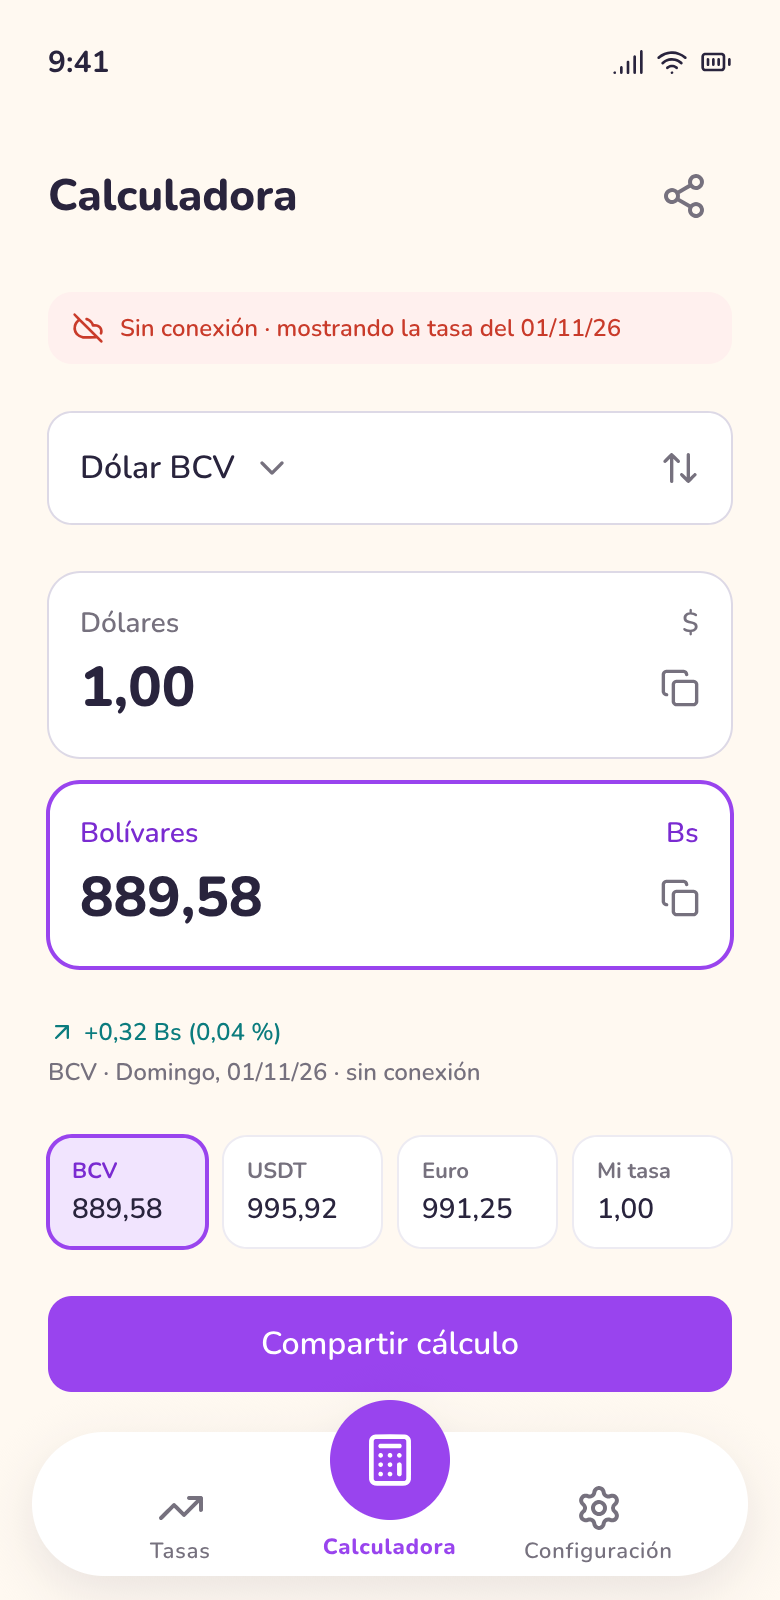 9:41
Calculadora
Sin conexión · mostrando la tasa del 01/11/26
Dólar BCV
Dólares $
1,00
Bolívares Bs
889,58
+0,32 Bs (0,04 %)
BCV · Domingo, 01/11/26 · sin conexión
BCV USDT Euro Mi tasa
889,58 995,92 991,25 1,00
Compartir cálculo
Tasas Calculadora Configuración